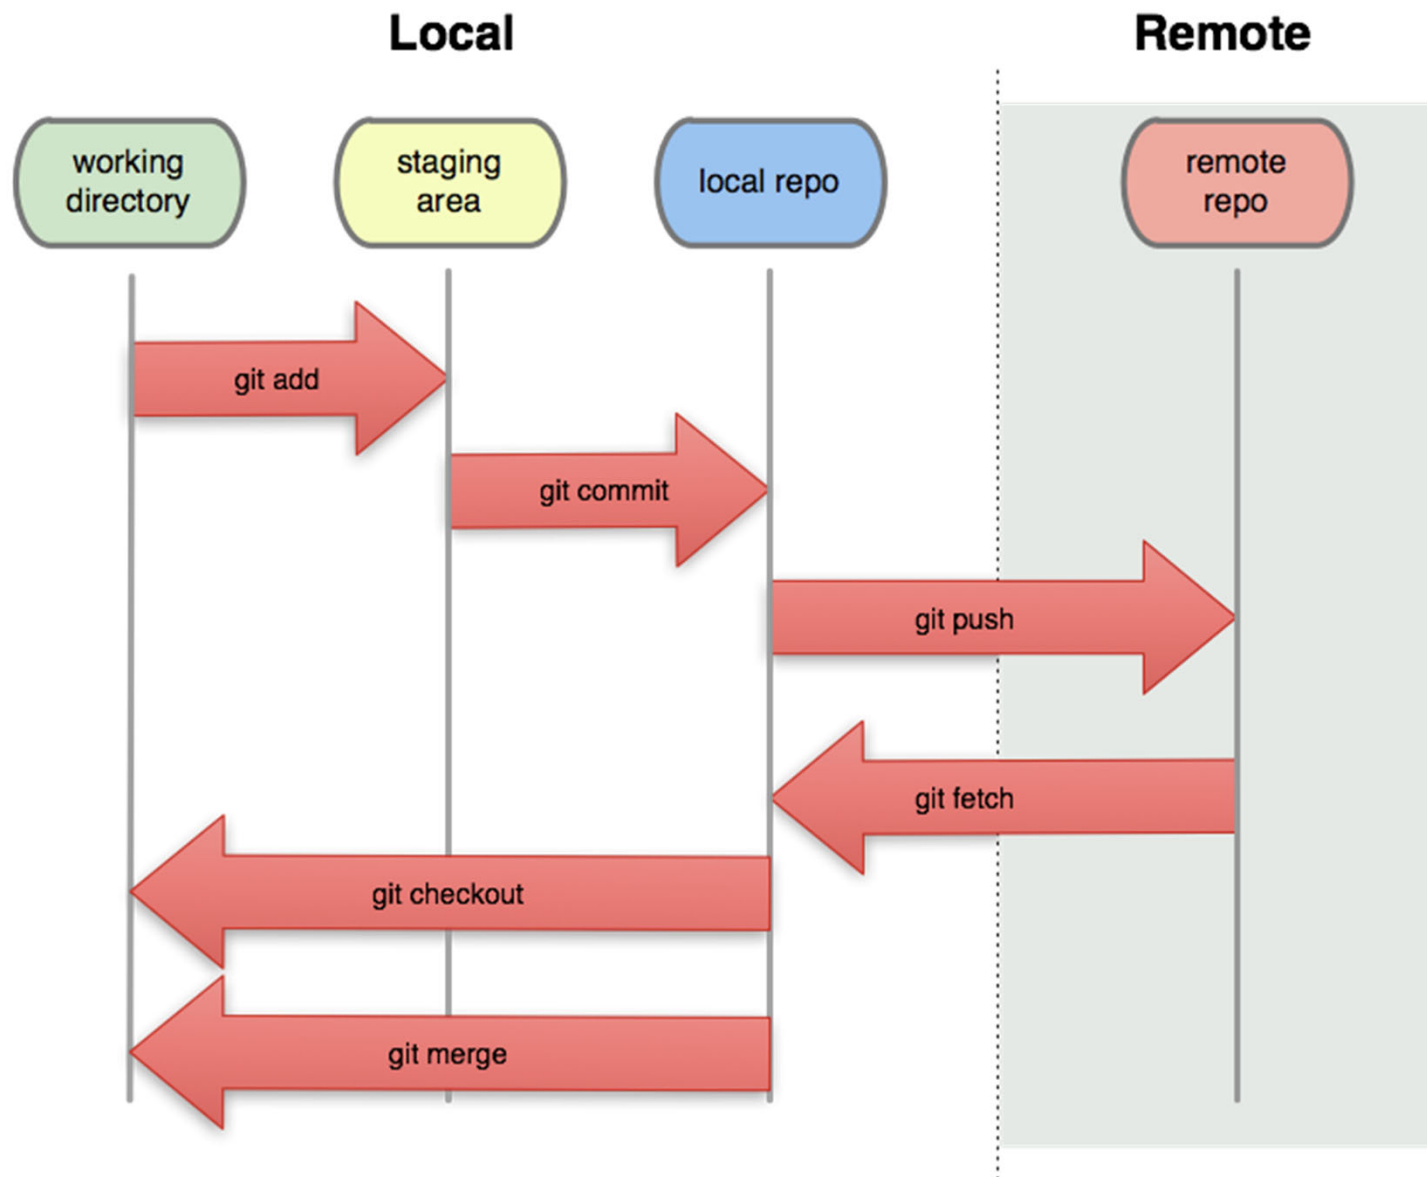 Local
Remote
working
directory
staging
area
local repo
remote
repo
git add
git commit
git push
git fetch
git checkout
git merge